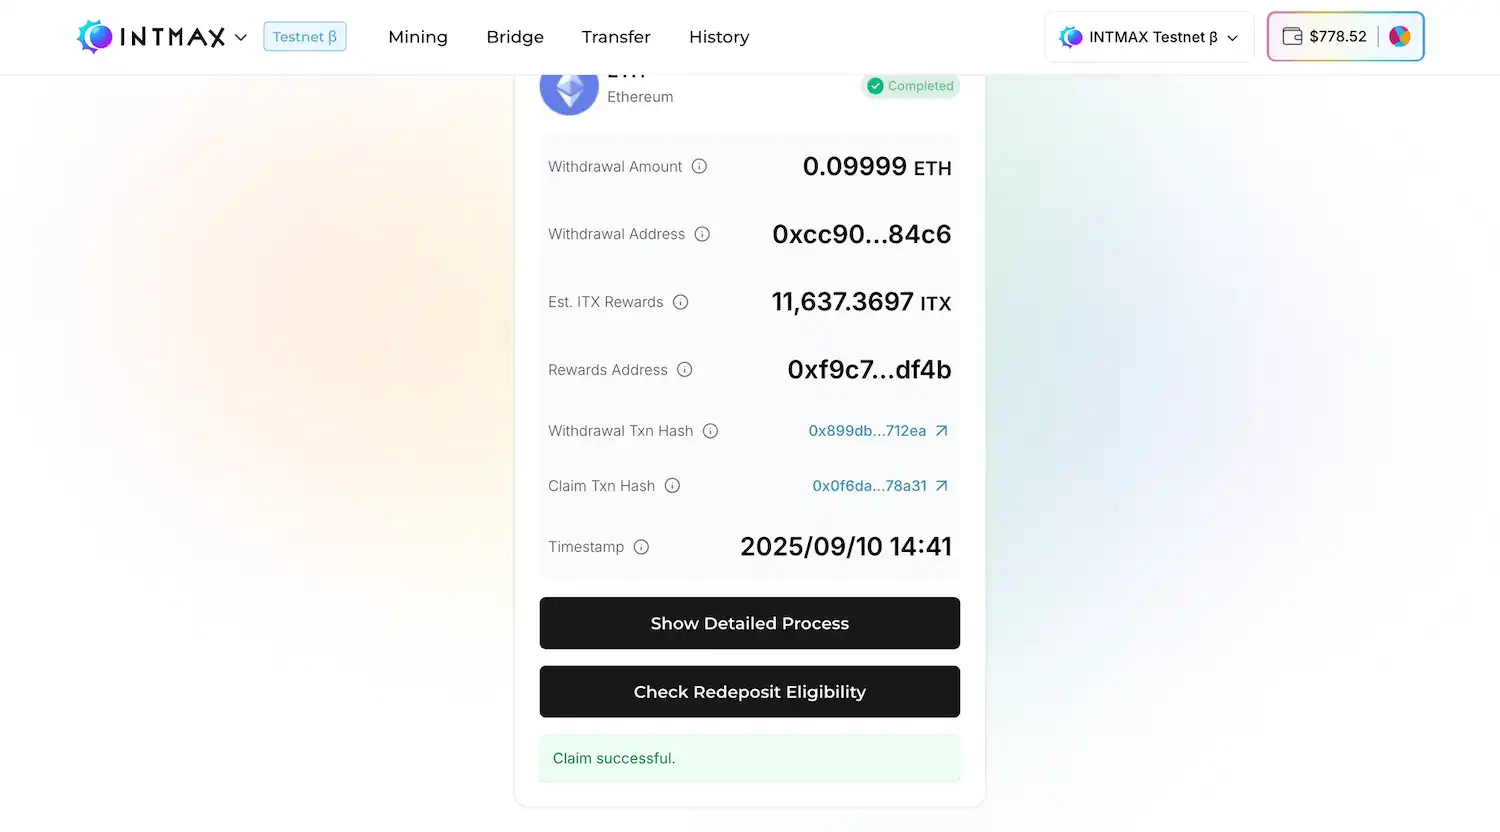 INTMAX Testnet β Mining Bridge Transfer History INTMAX Testnet β $778.52
Ethereum
Completed
Withdrawal Amount 0.09999 ETH
Withdrawal Address 0xcc90...84c6
Est. ITX Rewards 11,637.3697 ITX
Rewards Address 0xf9c7...df4b
Withdrawal Txn Hash 0x899db...712ea
Claim Txn Hash 0x0f6da...78a31
Timestamp 2025/09/10 14:41
Show Detailed Process
Check Redeposit Eligibility
Claim successful.